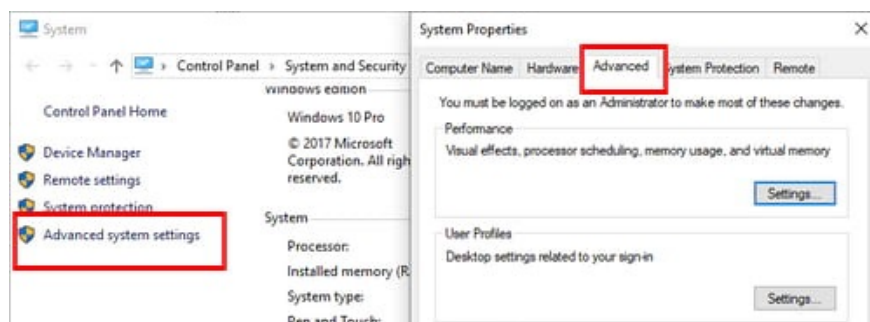 System
Control Panel › System and Security
Windows edition
Control Panel Home
Windows 10 Pro
© 2017 Microsoft
Corporation. All righ
reserved.
Device Manager
Remote settings
System protection
Advanced system settings
System
Processor:
Installed memory (R
System type:
Pen and Touch:
System Properties
Computer Name Hardware Advanced System Protection Remote
You must be logged on as an Administrator to make most of these changes.
Performance
Visual effects, processor scheduling, memory usage, and virtual memory
Settings...
User Profiles
Desktop settings related to your sign-in
Settings...